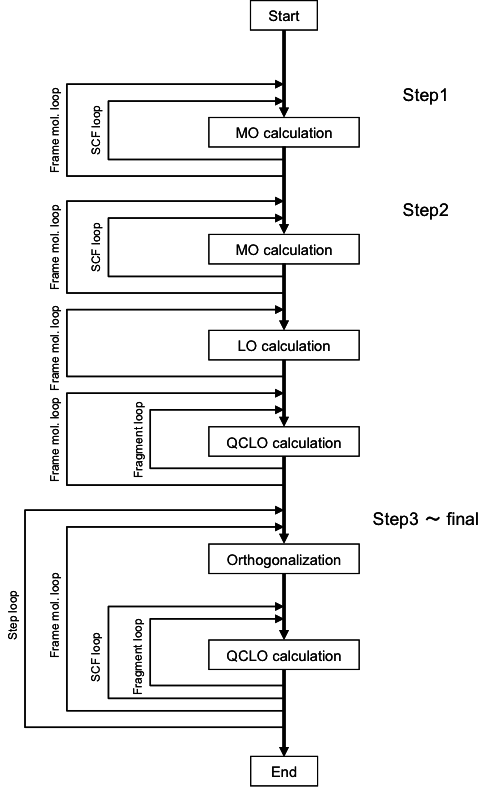 Start
Step1
Frame mol. loop
SCF loop
MO calculation
Step2
Frame mol. loop
SCF loop
MO calculation
Frame mol. loop
LO calculation
Frame mol. loop
Fragment loop
QCLO calculation
Step3 ～ final
Orthogonalization
Step loop
Frame mol. loop
SCF loop
Fragment loop
QCLO calculation
End